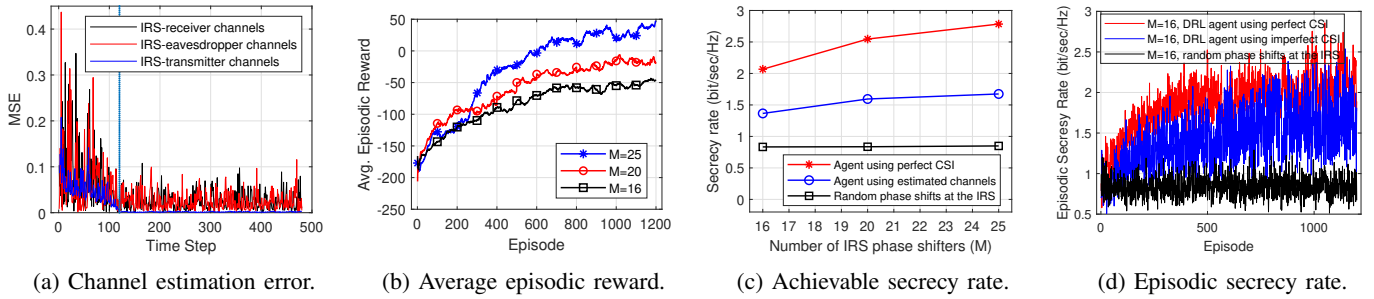 0.4
0.3
0.2
0.1
0
MSE
0 100 200 300 400 500
Time Step
IRS-receiver channels
IRS-eavesdropper channels
IRS-transmitter channels
(a) Channel estimation error.
50
0
-50
-100
-150
-200
-250
Avg. Episodic Reward
0 200 400 600 800 1000 1200
Episode
M=25
M=20
M=16
(b) Average episodic reward.
3
2.5
2
1.5
1
0.5
0
Secrecy rate (bit/sec/Hz)
16 17 18 19 20 21 22 23 24 25
Number of IRS phase shifters (M)
Agent using perfect CSI
Agent using estimated channels
Random phase shifts at the IRS
(c) Achievable secrecy rate.
3
2.5
2
1.5
1
0.5
Episodic Secresy Rate (bit/sec/Hz)
0 500 1000
Episode
M=16, DRL agent using perfect CSI
M=16, DRL agent using imperfect CSI
M=16, random phase shifts at the IRS
(d) Episodic secrecy rate.